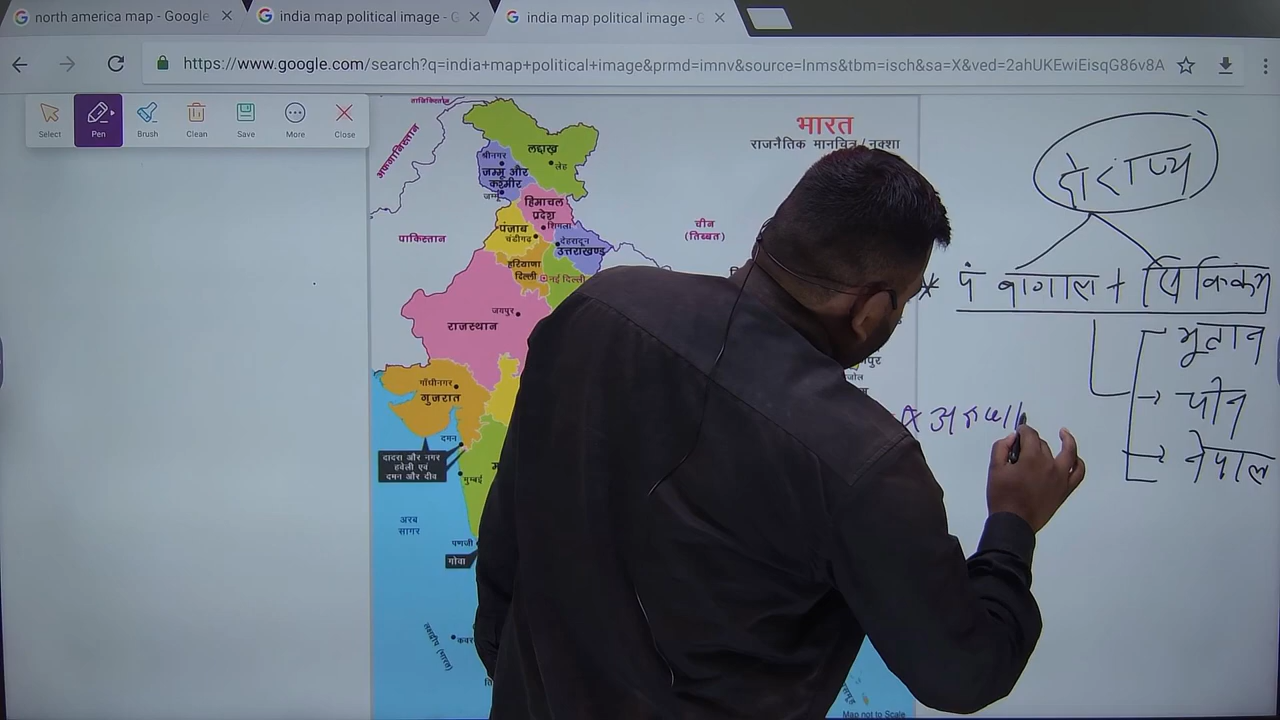 north america map - Google
india map political image - G
india map political image - G
https://www.google.com/search?q=india+map+political+image&prmd=imnv&source=lnms&tbm=isch&sa=X&ved=2ahUKEwiEisqG86v8A
Select
Pen
Brush
Clean
Save
More
Close
ताजिकिस्तान
अफगानिस्तान
भारत
राजनैतिक मानचित्र/नक्शा
लद्दाख़
लेह
श्रीनगर
जम्मू और
कश्मीर
जम्मू
हिमाचल
प्रदेश
शिमला
पंजाब
चंडीगढ़
देहरादून
उत्तराखण्ड
पाकिस्तान
चीन
(तिब्बत)
हरियाणा
दिल्ली
नई दिल्ली
जयपुर
राजस्थान
गाँधीनगर
गुजरात
दमन
दादरा और नगर
हवेली एवं
दमन और दीव
मुम्बई
अरब
सागर
पणजी
गोवा
लक्षद्वीप (भारत)
Map not to Scale
दो राज्य
* पं बांगाल + सिक्किम
भूतान
→ चीन
→ नेपाल